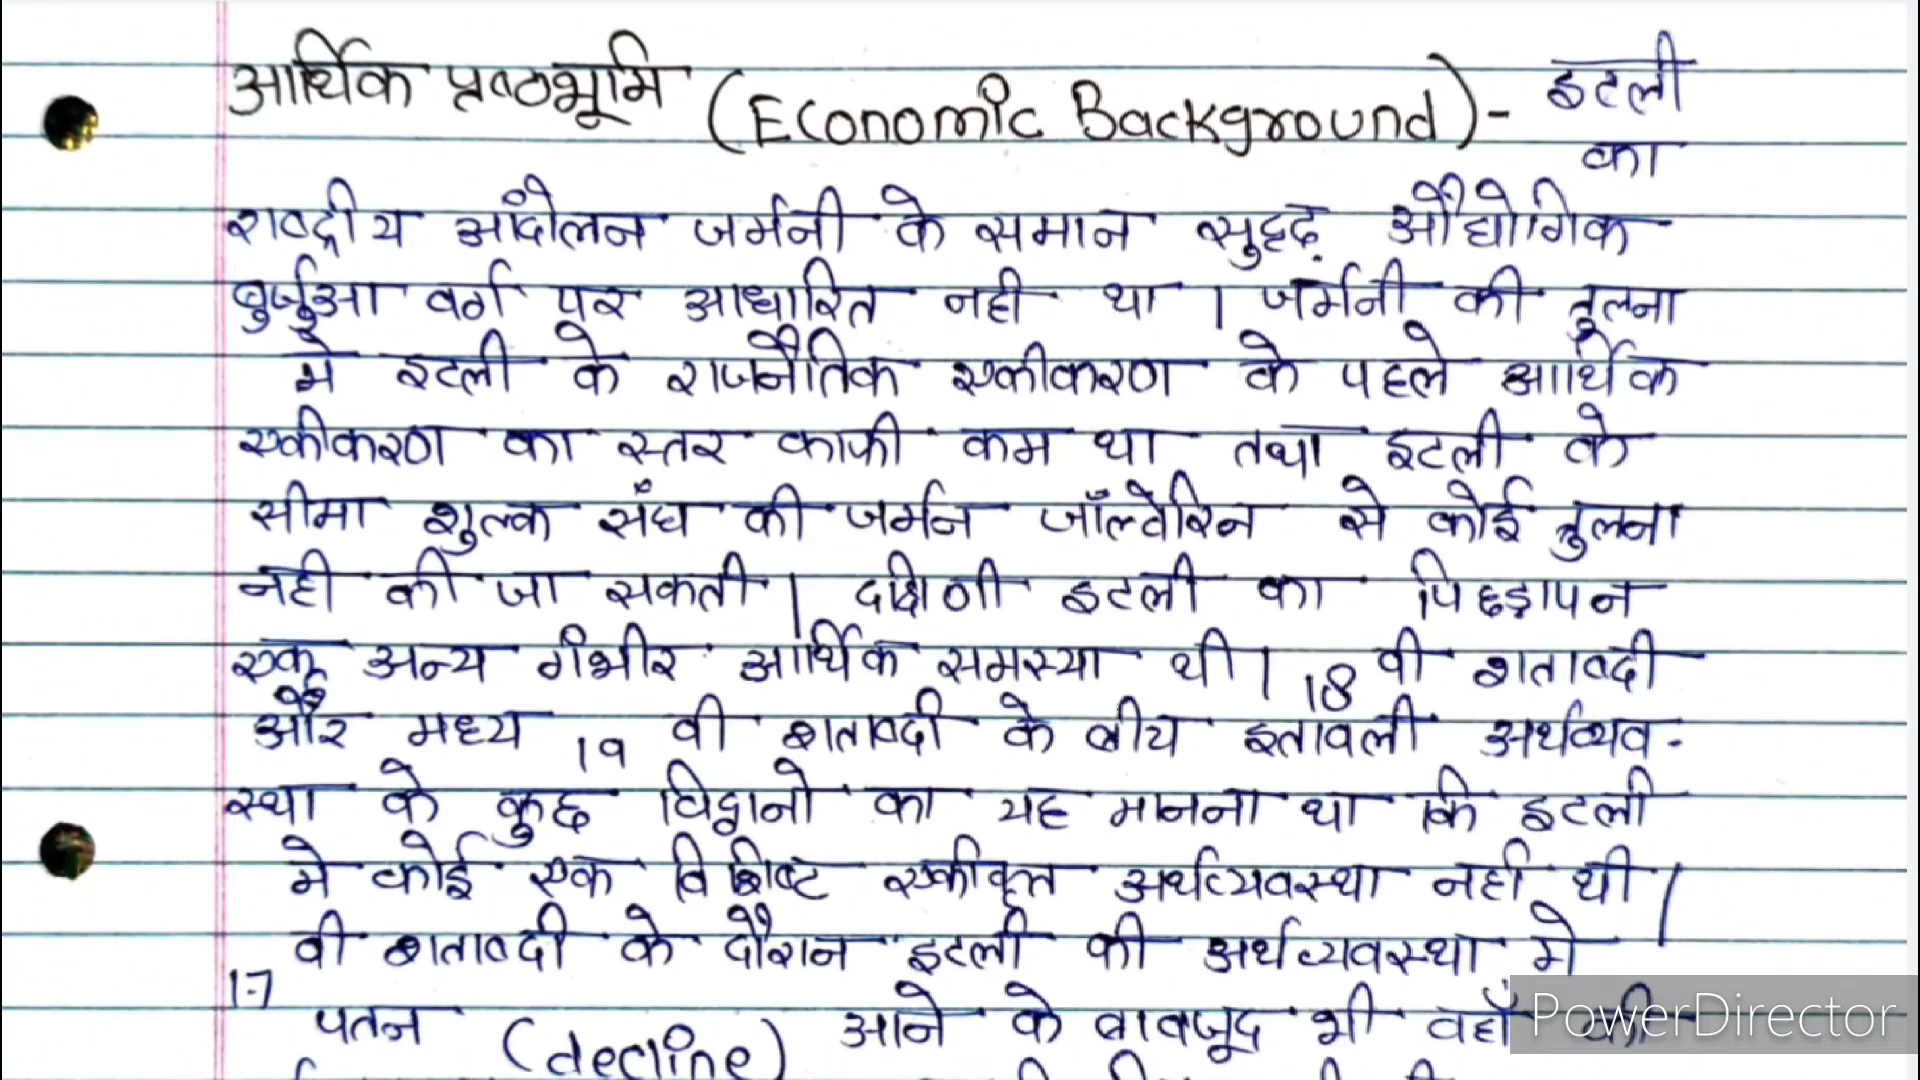 आर्थिक पृष्ठभूमि (Economic Background)- इटली
का
राष्ट्रीय आंदोलन जर्मनी के समान सुदृढ़ औद्योगिक
बुर्जुआ वर्ग पर आधारित नही था । जर्मनी की तुलना
मे इटली के राजनैतिक एकीकरण के पहले आर्थिक
एकीकरण का स्तर काफी कम था तथा इटली के
सीमा शुल्क संघ की जर्मन जॉल्वेरिन से कोई तुलना
नही की जा सकती । दक्षिणी इटली का पिछड़ापन
एक अन्य गंभीर आर्थिक समस्या थी । 18 वी शताब्दी
और मध्य 19 वी शताब्दी के बीच इतावली अर्थव्यव-
स्था के कुछ विद्वानो का यह मानना था कि इटली
मे कोई एक विशिष्ट एकीकृत अर्थव्यवस्था नही थी ।
17 वी शताब्दी के दौरान इटली की अर्थव्यवस्था मे
पतन (decline) आने के बावजूद भी वहाँ की
PowerDirector